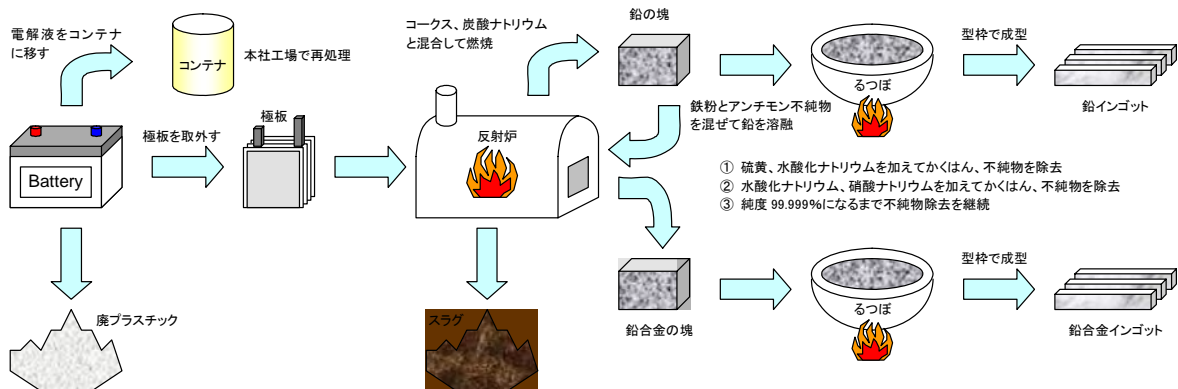 電解液をコンテナ
に移す
コンテナ
本社工場で再処理
コークス、炭酸ナトリウム
と混合して燃焼
鉛の塊
るつぼ
型枠で成型
鉛インゴット
Battery
極板を取外す
極板
反射炉
鉄粉とアンチモン不純物
を混ぜて鉛を溶融
① 硫黄、水酸化ナトリウムを加えてかくはん、不純物を除去
② 水酸化ナトリウム、硝酸ナトリウムを加えてかくはん、不純物を除去
③ 純度 99.999%になるまで不純物除去を継続
廃プラスチック
スラグ
鉛合金の塊
るつぼ
型枠で成型
鉛合金インゴット